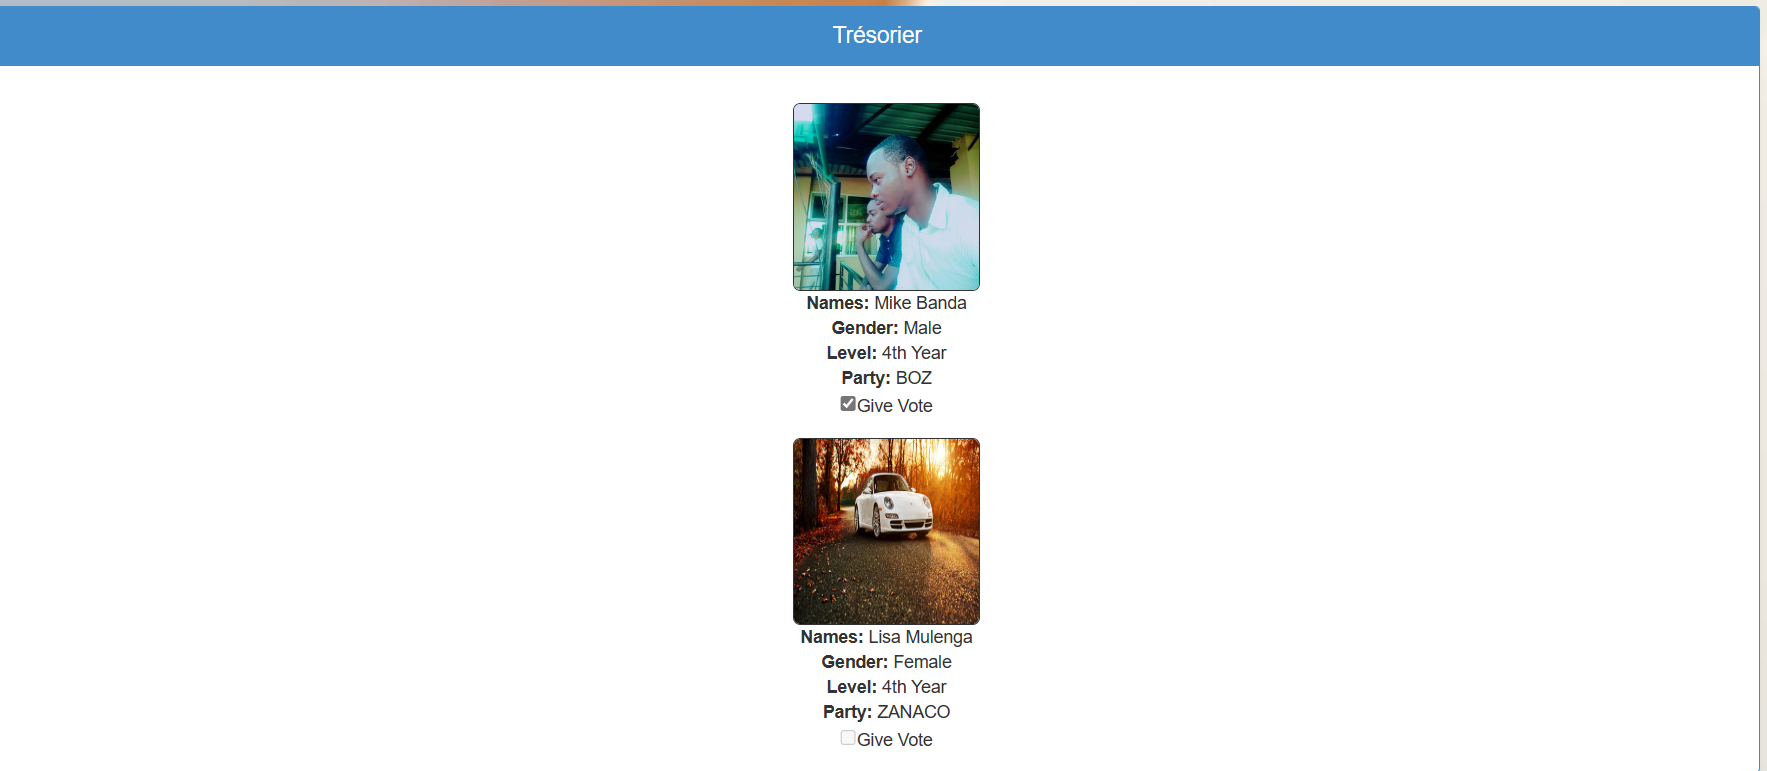 Trésorier
Names: Mike Banda
Gender: Male
Level: 4th Year
Party: BOZ
Give Vote
Names: Lisa Mulenga
Gender: Female
Level: 4th Year
Party: ZANACO
Give Vote